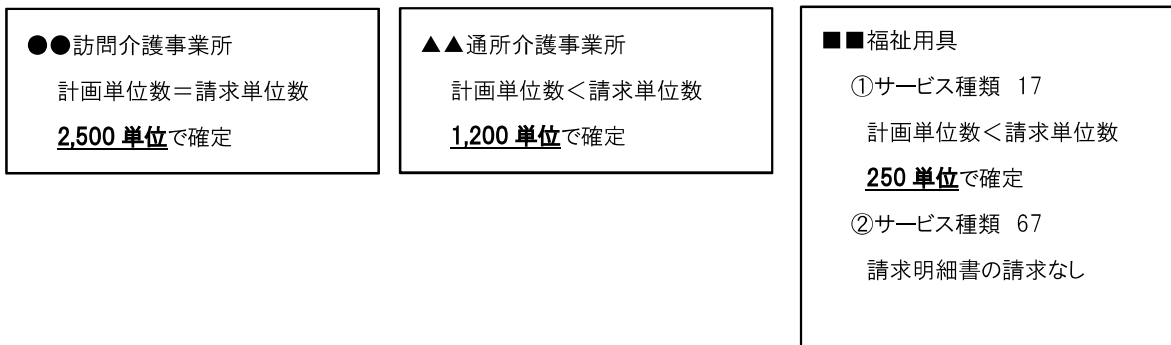 ●●訪問介護事業所
計画単位数＝請求単位数
2,500 単位で確定
▲▲通所介護事業所
計画単位数＜請求単位数
1,200 単位で確定
■■福祉用具
①サービス種類 17
計画単位数＜請求単位数
250 単位で確定
②サービス種類 67
請求明細書の請求なし